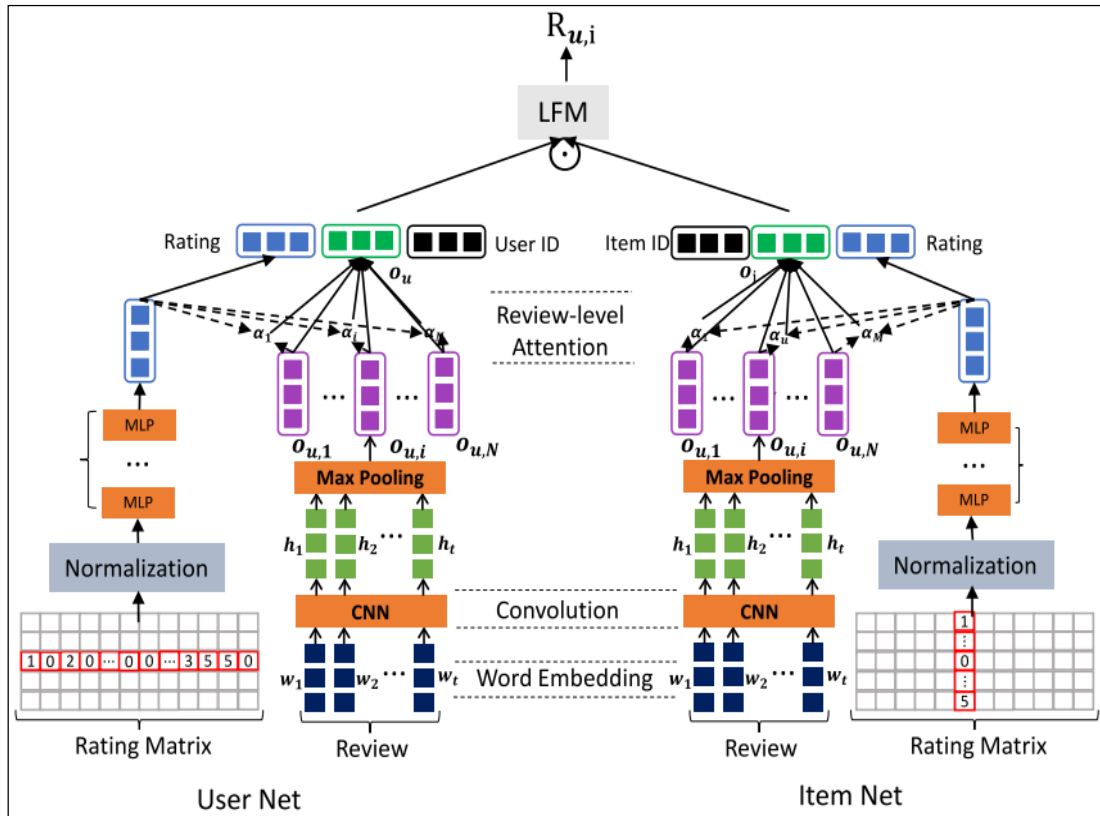 R_{u,i}
LFM
Rating
User ID
Item ID
Rating
o_u
o_i
Review-level
Attention
α_1 α_i α_N
α_1 α_u α_M
... ...
... ...
MLP
...
MLP
MLP
...
MLP
o_{u,1} o_{u,i} o_{u,N}
o_{u,1} o_{u,i} o_{u,N}
Max Pooling
Max Pooling
h_1 h_2 ... h_t
h_1 h_2 ... h_t
Normalization
Normalization
CNN
Convolution
CNN
1 0 2 0 ... 0 0 ... 3 5 5 0
w_1 w_2 ... w_t
Word Embedding
w_1 w_2 ... w_t
1
⋮
0
⋮
5
Rating Matrix
Review
Review
Rating Matrix
User Net
Item Net